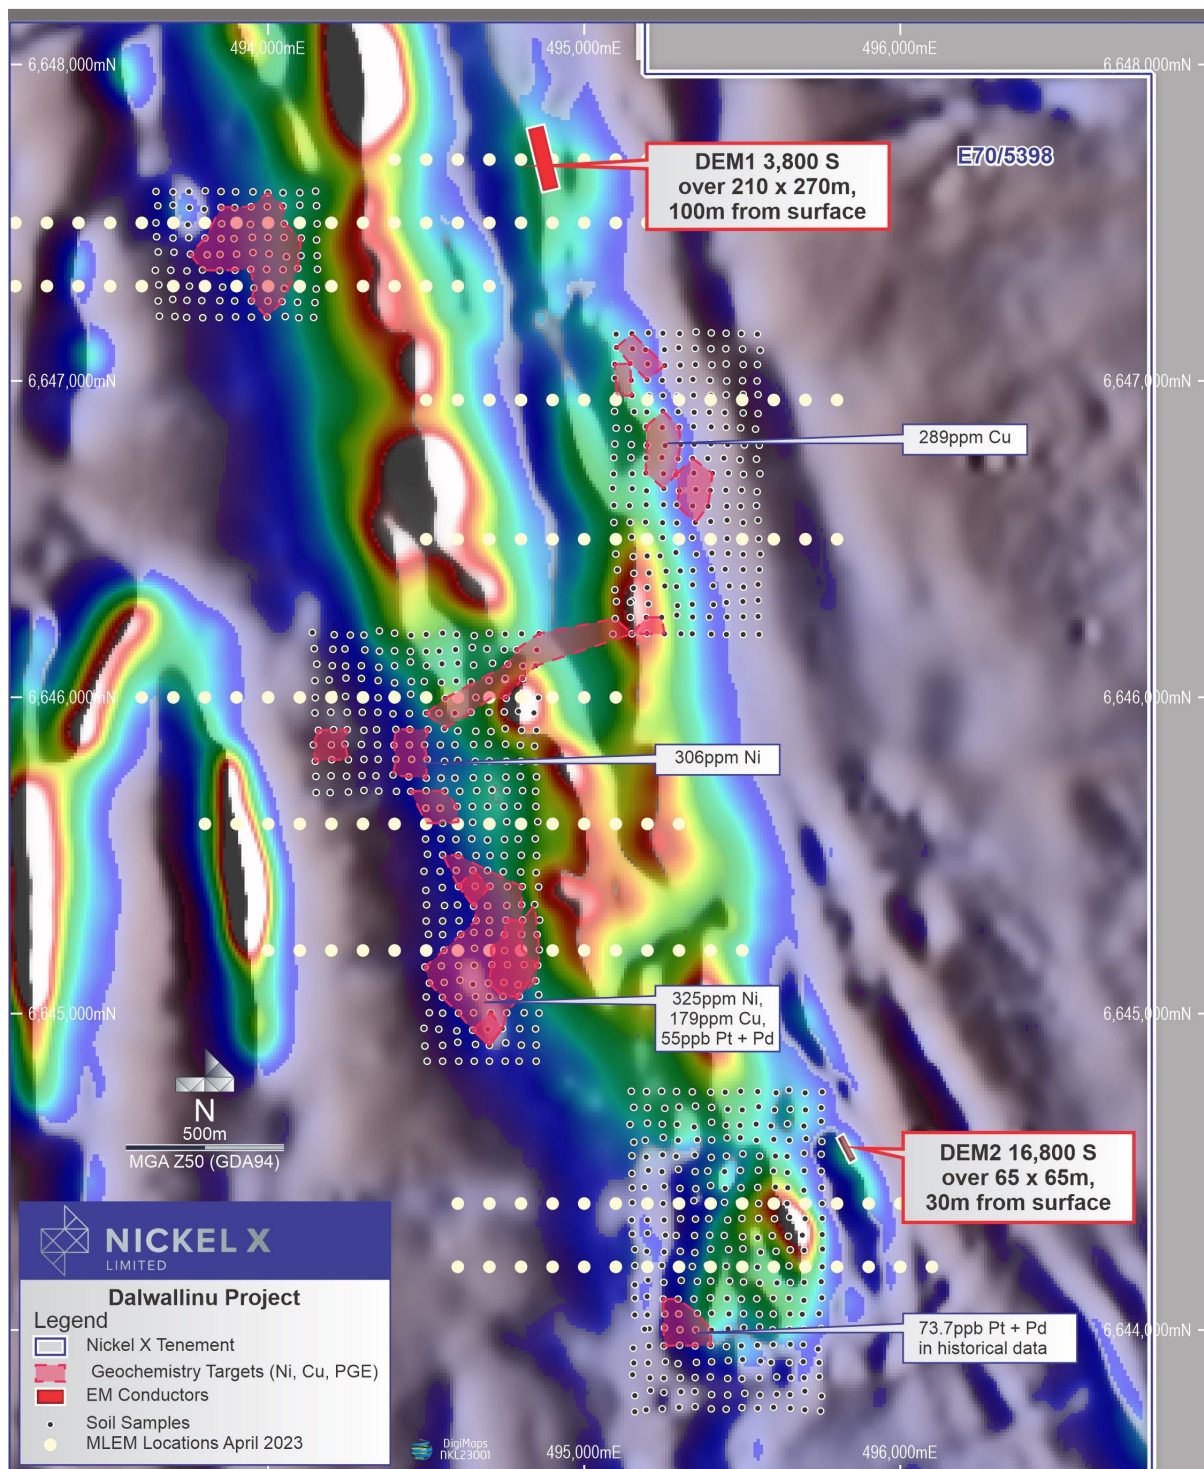 494,000mE
495,000mE
496,000mE
6,648,000mN
6,648,000mN
E70/5398
DEM1 3,800 S
over 210 x 270m,
100m from surface
6,647,000mN
6,647,000mN
289ppm Cu
6,646,000mN
6,646,000mN
306ppm Ni
6,645,000mN
6,645,000mN
325ppm Ni,
179ppm Cu,
55ppb Pt + Pd
N
500m
MGA Z50 (GDA94)
DEM2 16,800 S
over 65 x 65m,
30m from surface
NICKEL X
LIMITED
Dalwallinu Project
Legend
Nickel X Tenement
Geochemistry Targets (Ni, Cu, PGE)
EM Conductors
Soil Samples
MLEM Locations April 2023
73.7ppb Pt + Pd
in historical data
6,644,000mN
DigiMaps
NKL23001
495,000mE
496,000mE